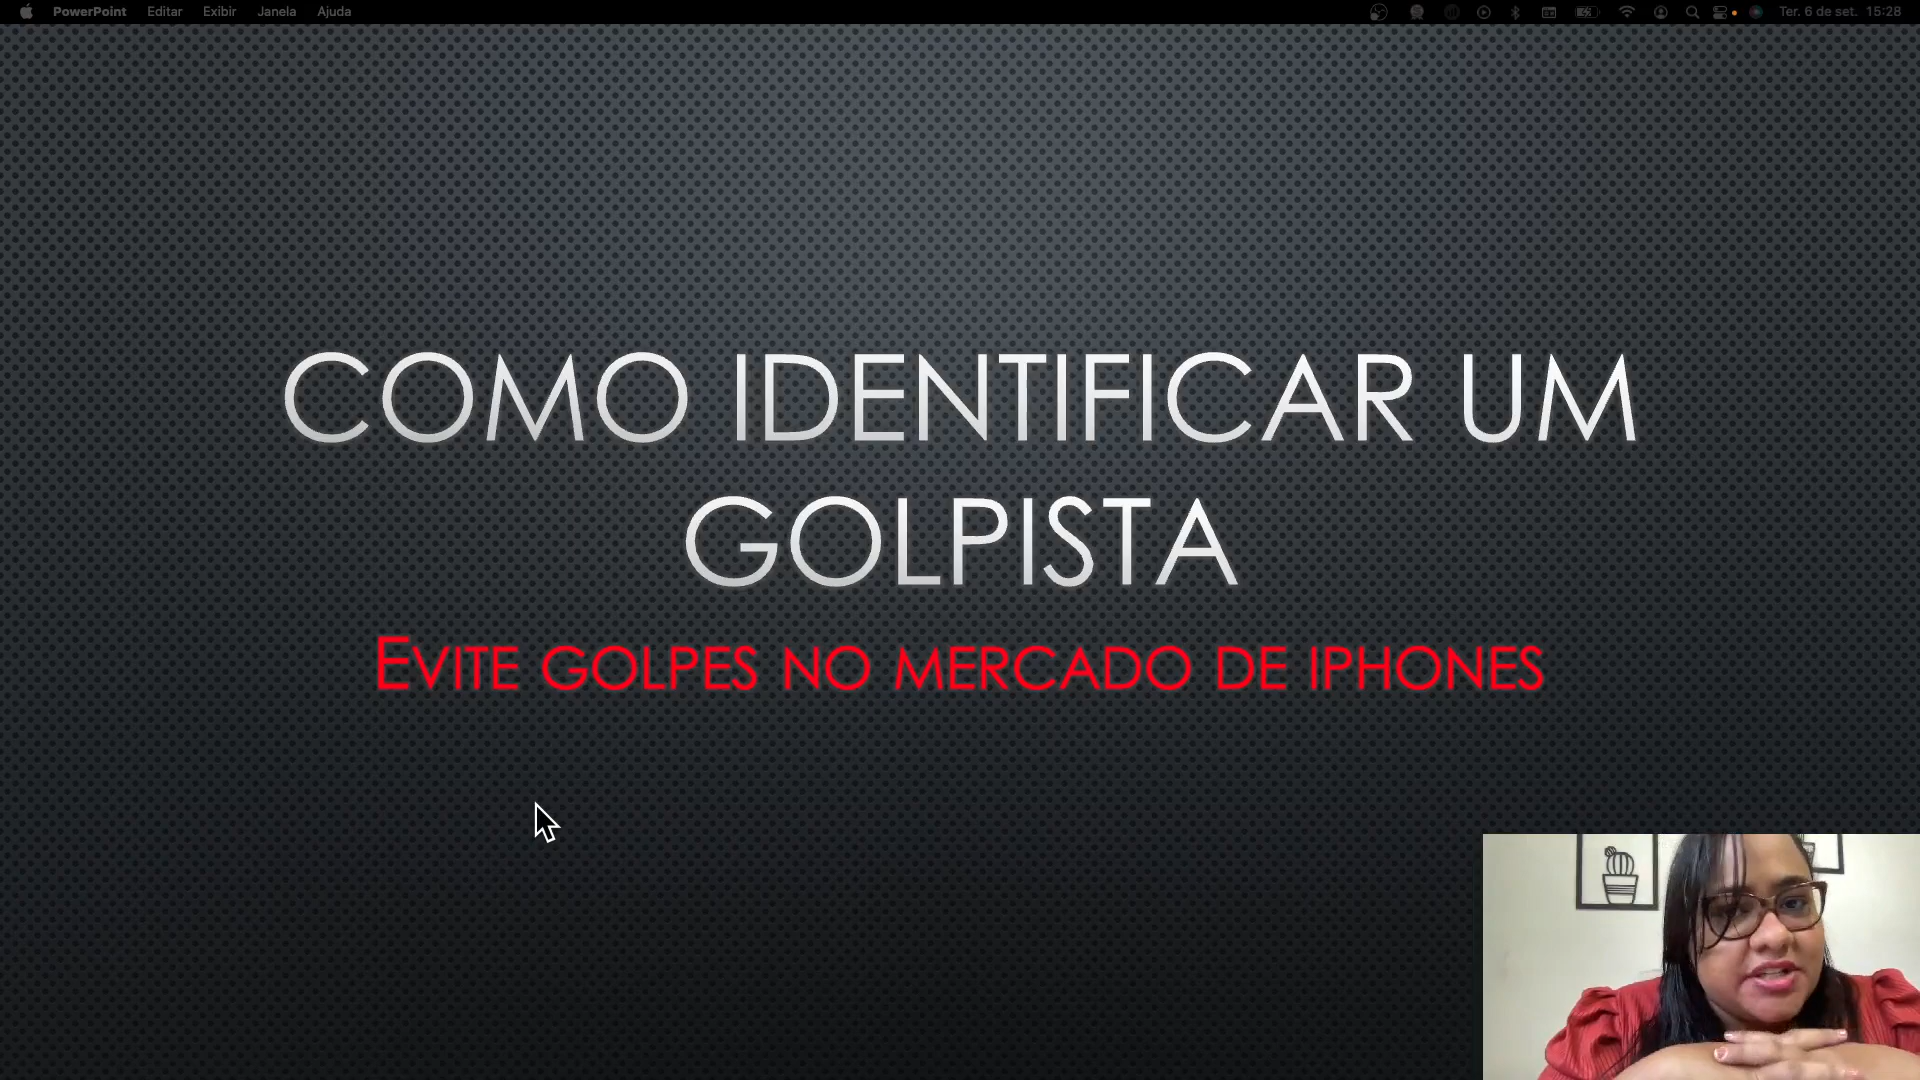 PowerPoint Editar Exibir Janela Ajuda Ter. 6 de set. 15:28
COMO IDENTIFICAR UM
GOLPISTA
EVITE GOLPES NO MERCADO DE IPHONES